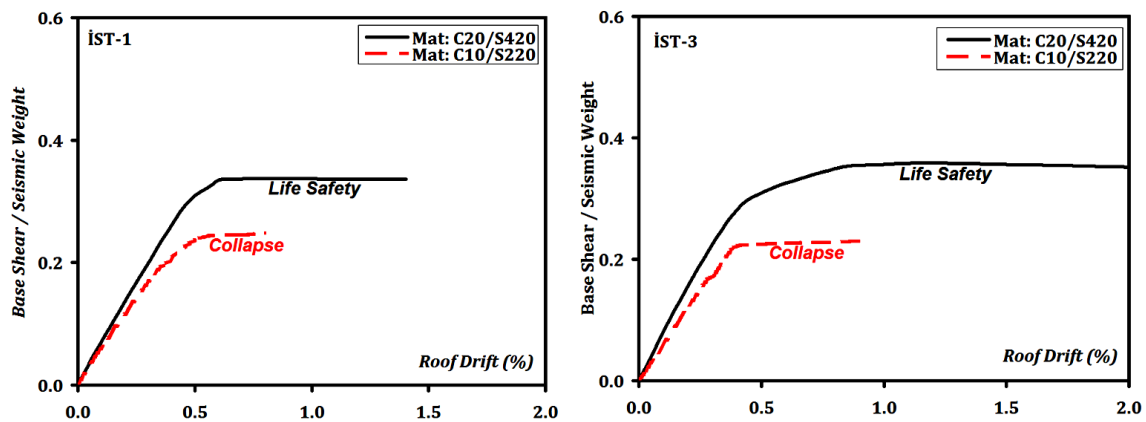 İST-1
Mat: C20/S420
Mat: C10/S220
Base Shear / Seismic Weight
0.6
0.4
0.2
0.0
Life Safety
Collapse
Roof Drift (%)
0.0 0.5 1.0 1.5 2.0
İST-3
Mat: C20/S420
Mat: C10/S220
Base Shear / Seismic Weight
0.6
0.4
0.2
0.0
Life Safety
Collapse
Roof Drift (%)
0.0 0.5 1.0 1.5 2.0